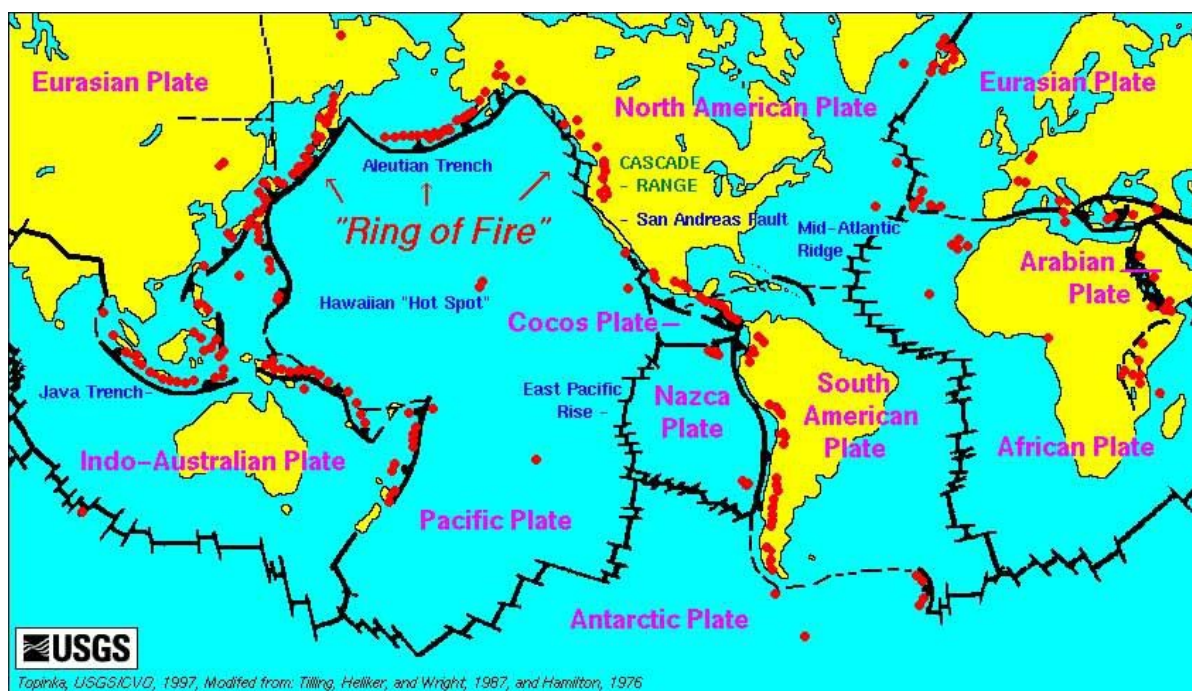 Eurasian Plate
North American Plate
Eurasian Plate
Aleutian Trench
CASCADE
- RANGE
"Ring of Fire"
- San Andreas Fault
Mid-Atlantic
Ridge
Arabian
Plate
Hawaiian "Hot Spot"
Cocos Plate
Java Trench-
East Pacific
Rise -
Nazca
Plate
South
American
Plate
Indo-Australian Plate
African Plate
Pacific Plate
Antarctic Plate
USGS
Topinka, USGS/CVO, 1997, Modifed from: Tilling, Heliker, and Wright, 1987, and Hamilton, 1976